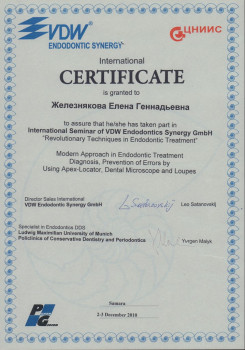 VDW®
ENDODONTIC SYNERGY®
ЦНИИС
International
CERTIFICATE
is granted to
Железнякова Елена Геннадьевна
to assure that he/she has taken part in
International Seminar of VDW Endodontics Synergy GmbH
"Revolutionary Techniques in Endodontic Treatment"
Modern Approach in Endodontic Treatment
Diagnosis, Prevention of Errors by
Using Apex-Locator, Dental Microscope and Loupes
Director Sales International
VDW Endodontic Synergy GmbH
Leo Satanovskij
Specialist in Endodontics DDS
Ludwig Maximilian University of Munich
Policlinics of Conservative Dentistry and Periodontics
Yurgen Malyk
Samara
2-3 December 2010